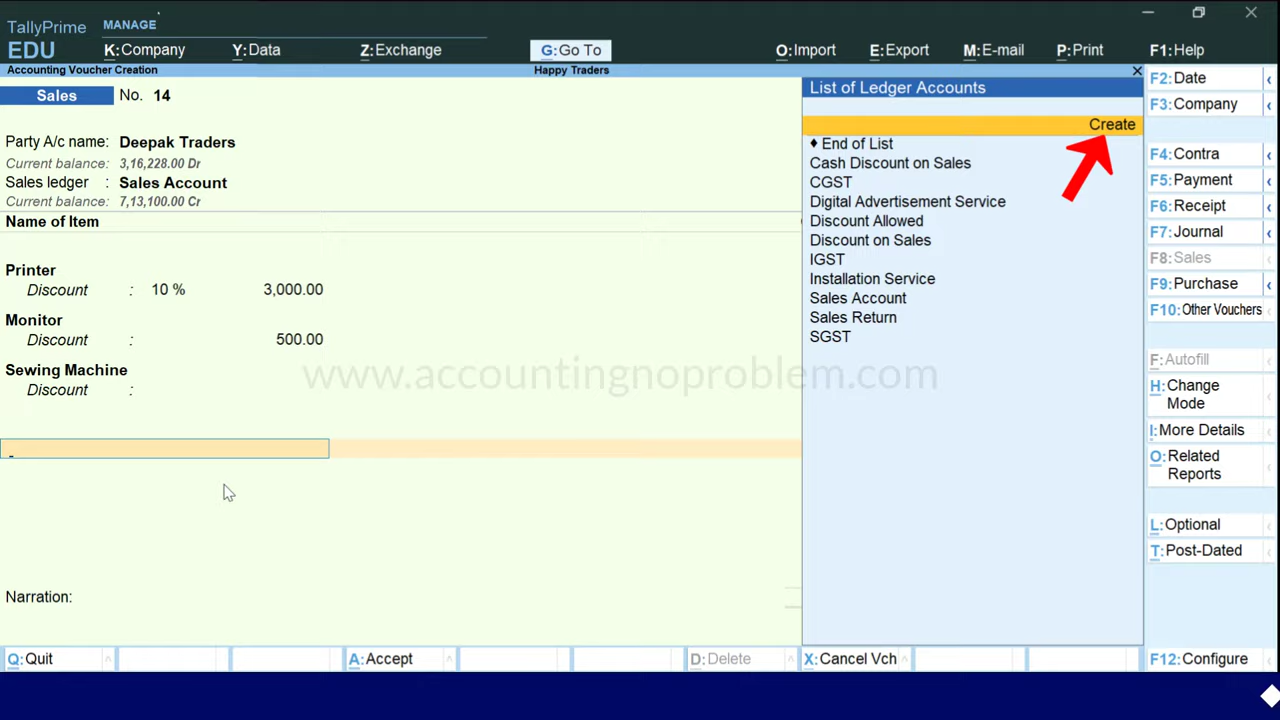 TallyPrime
MANAGE
EDU
K:Company
Y:Data
Z:Exchange
G:Go To
O:Import
E:Export
M:E-mail
P:Print
F1:Help
Accounting Voucher Creation
Happy Traders
Sales
No. 14
Party A/c name: Deepak Traders
Current balance: 3,16,228.00 Dr
Sales ledger : Sales Account
Current balance: 7,13,100.00 Cr
Name of Item
Printer
Discount : 10 % 3,000.00
Monitor
Discount : 500.00
Sewing Machine
Discount :
Narration:
List of Ledger Accounts
Create
♦ End of List
Cash Discount on Sales
CGST
Digital Advertisement Service
Discount Allowed
Discount on Sales
IGST
Installation Service
Sales Account
Sales Return
SGST
www.accountingnoproblem.com
F2:Date
F3:Company
F4:Contra
F5:Payment
F6:Receipt
F7:Journal
F8:Sales
F9:Purchase
F10:Other Vouchers
F:Autofill
H:Change
Mode
I:More Details
O:Related
Reports
L:Optional
T:Post-Dated
Q:Quit
A:Accept
D:Delete
X:Cancel Vch
F12:Configure